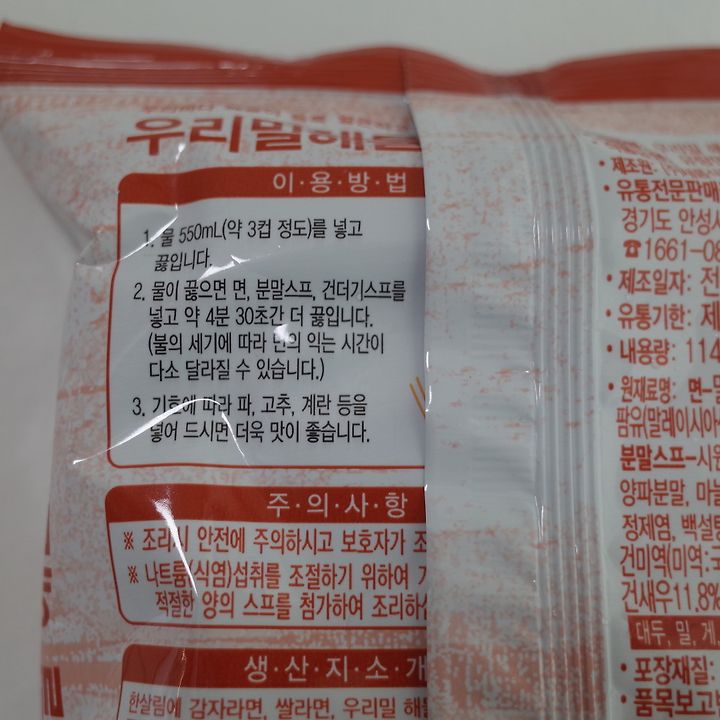 우리밀해물
이·용·방·법
1. 물 550mL(약 3컵 정도)를 넣고
끓입니다.
2. 물이 끓으면 면, 분말스프, 건더기스프를
넣고 약 4분 30초간 더 끓입니다.
(불의 세기에 따라 면의 익는 시간이
다소 달라질 수 있습니다.)
3. 기호에 따라 파, 고추, 계란 등을
넣어 드시면 더욱 맛이 좋습니다.
주·의·사·항
※ 조리시 안전에 주의하시고 보호자가
※ 나트륨(식염)섭취를 조절하기 위하여
적절한 양의 스프를 첨가하여
생·산·지·소·개
한살림에 감자라면, 쌀라면, 우리밀
• 제조원:
• 유통전문판매
경기도 안성시
☎1661-08
• 제조일자: 전
• 유통기한: 제
• 내용량: 114
• 원재료명: 면-밀
팜유(말레이시아
분말스프-시원
양파분말, 마늘
정제염, 백설탕
건미역(미역:국
건새우11.8%
대두, 밀, 게,
• 포장재질:
• 품목보고번